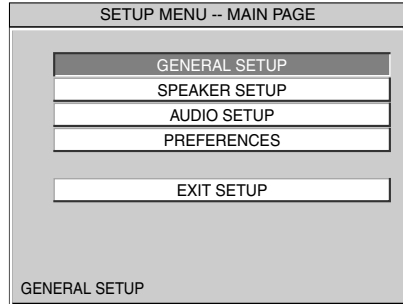 SETUP MENU -- MAIN PAGE
GENERAL SETUP
SPEAKER SETUP
AUDIO SETUP
PREFERENCES
EXIT SETUP
GENERAL SETUP